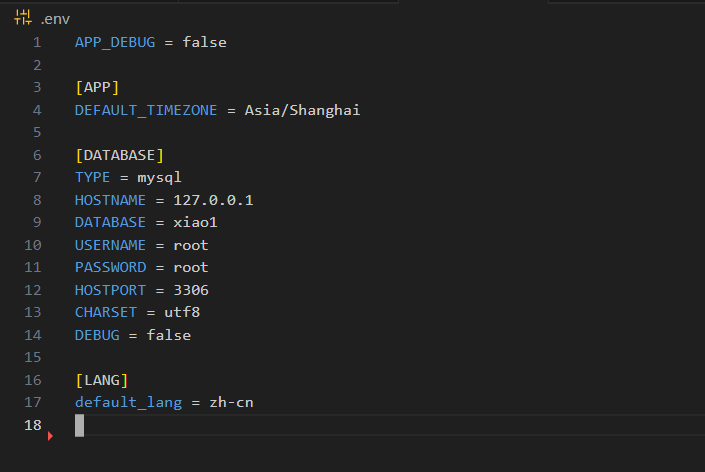 .env
1 APP_DEBUG = false
2
3 [APP]
4 DEFAULT_TIMEZONE = Asia/Shanghai
5
6 [DATABASE]
7 TYPE = mysql
8 HOSTNAME = 127.0.0.1
9 DATABASE = xiao1
10 USERNAME = root
11 PASSWORD = root
12 HOSTPORT = 3306
13 CHARSET = utf8
14 DEBUG = false
15
16 [LANG]
17 default_lang = zh-cn
18